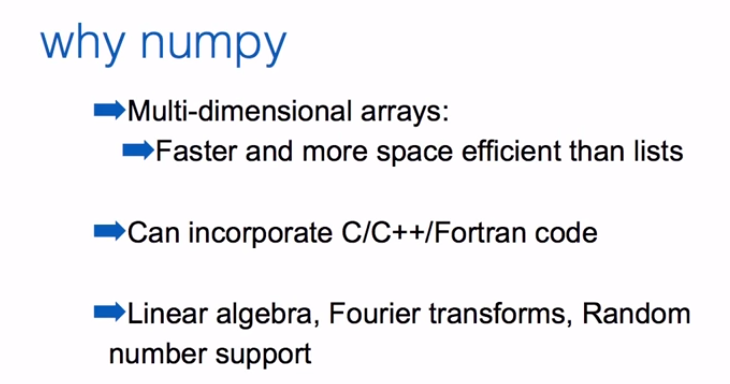 why numpy
Multi-dimensional arrays:
Faster and more space efficient than lists
Can incorporate C/C++/Fortran code
Linear algebra, Fourier transforms, Random
number support